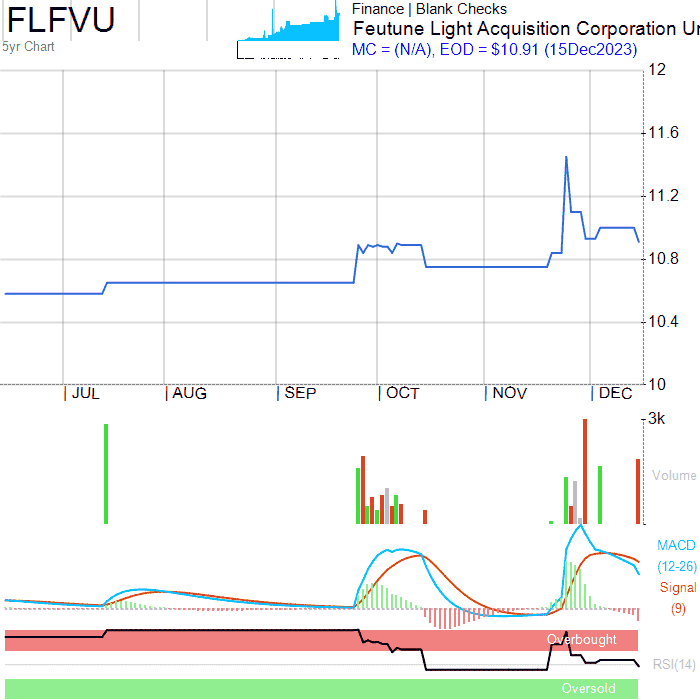 FLFVU
5yr Chart
Finance | Blank Checks
Feutune Light Acquisition Corporation Un
MC = (N/A), EOD = $10.91 (15Dec2023)
12
11.6
11.2
10.8
10.4
10
JUL AUG SEP OCT NOV DEC
3k
Volume
MACD
(12-26)
Signal
(9)
Overbought
RSI(14)
Oversold